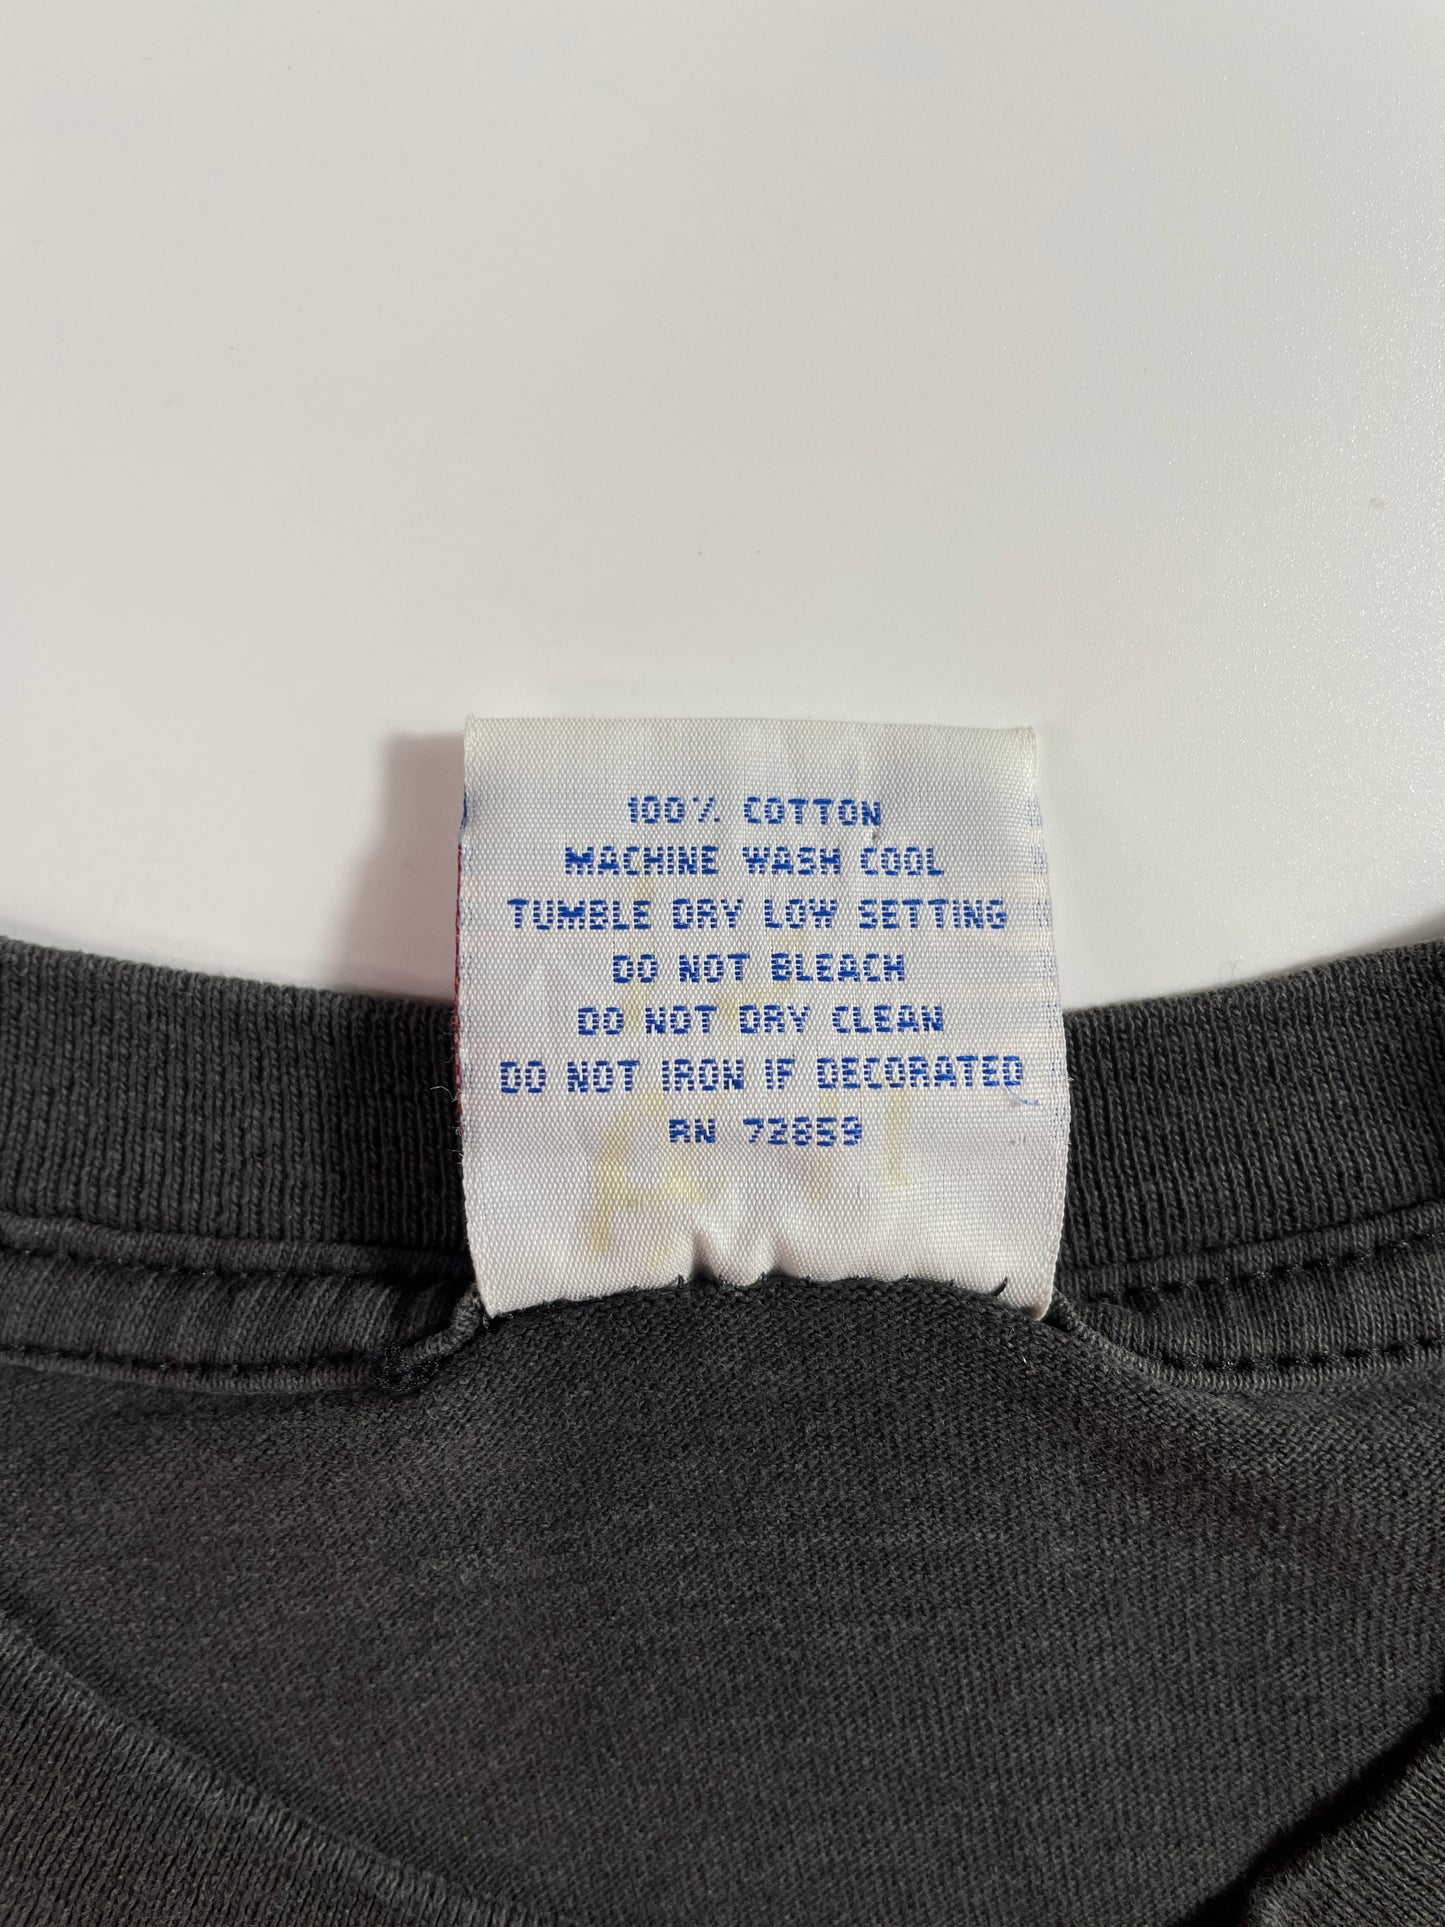 100% COTTON
MACHINE WASH COOL
TUMBLE DRY LOW SETTING
DO NOT BLEACH
DO NOT DRY CLEAN
DO NOT IRON IF DECORATED
RN 72859